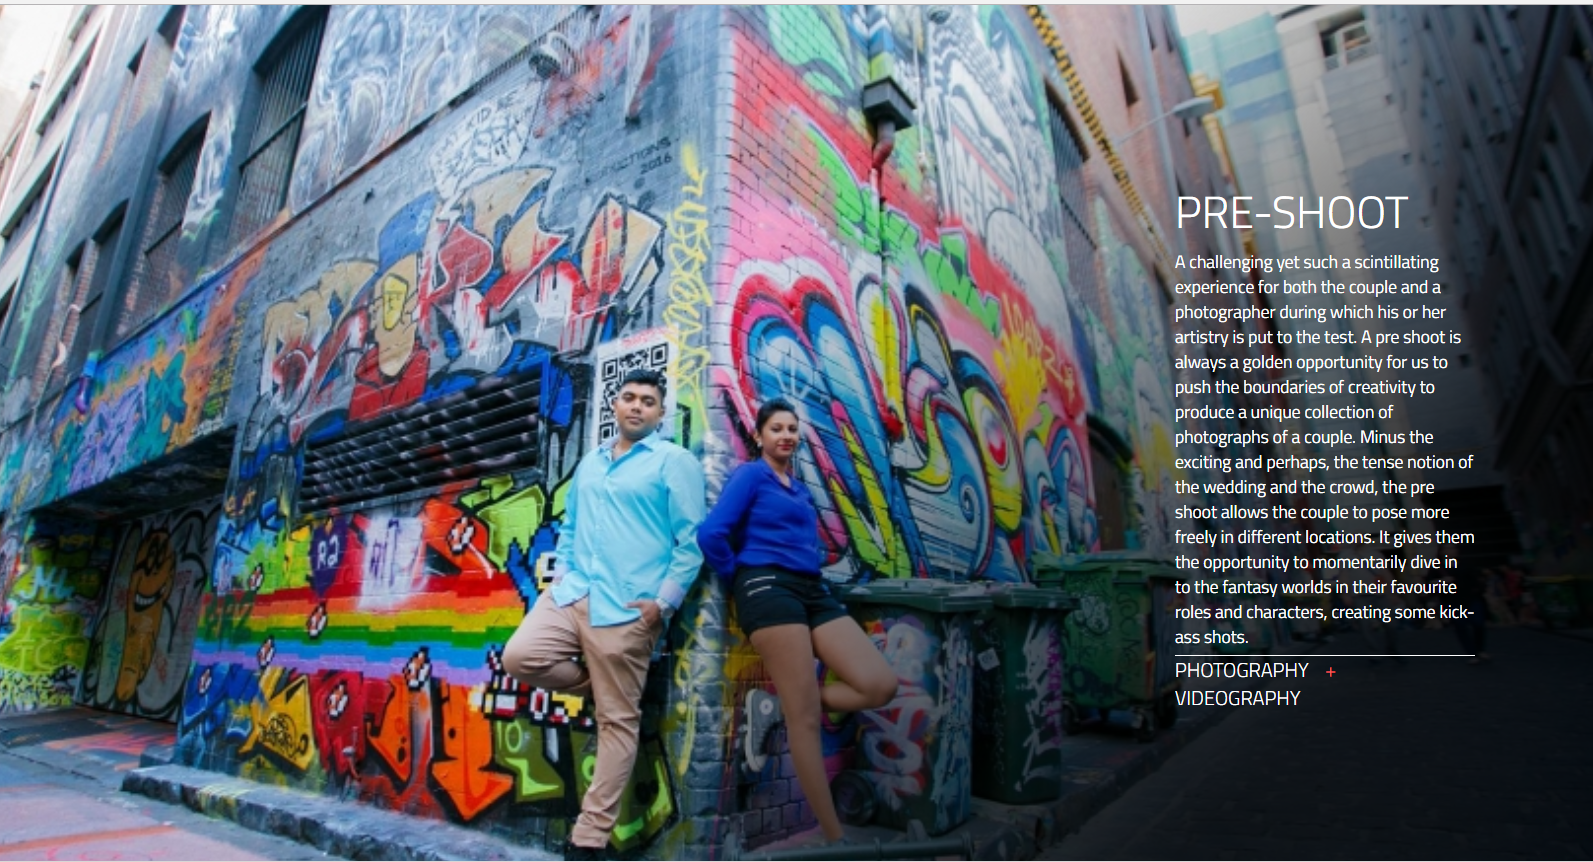 PRE-SHOOT
A challenging yet such a scintillating
experience for both the couple and a
photographer during which his or her
artistry is put to the test. A pre shoot is
always a golden opportunity for us to
push the boundaries of creativity to
produce a unique collection of
photographs of a couple. Minus the
exciting and perhaps, the tense notion of
the wedding and the crowd, the pre
shoot allows the couple to pose more
freely in different locations. It gives them
the opportunity to momentarily dive in
to the fantasy worlds in their favourite
roles and characters, creating some kick-
ass shots.
PHOTOGRAPHY +
VIDEOGRAPHY
2016